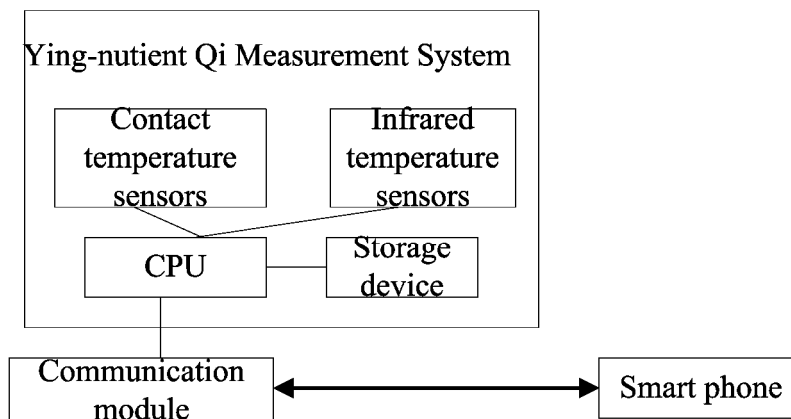 Ying-nutient Qi Measurement System
Contact
temperature
sensors
Infrared
temperature
sensors
CPU
Storage
device
Communication
module
Smart phone